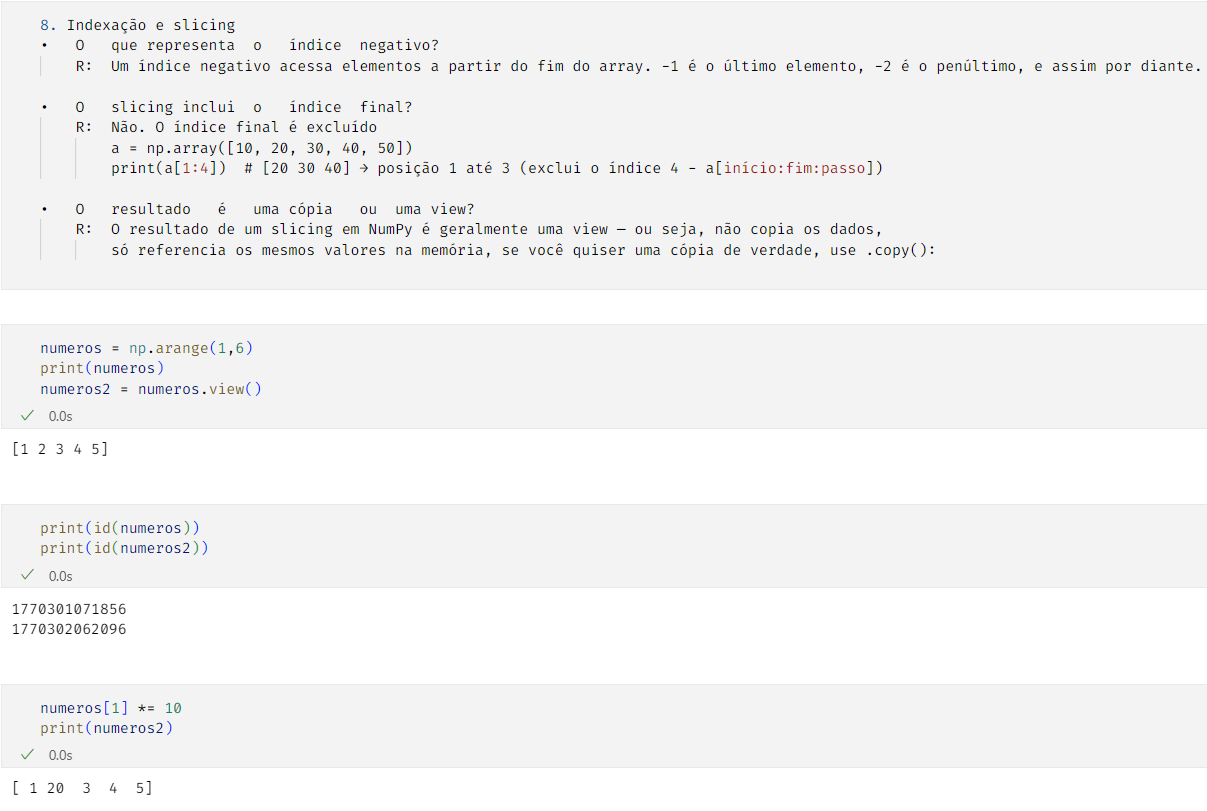 8. Indexação e slicing
• O que representa o índice negativo?
R: Um índice negativo acessa elementos a partir do fim do array. -1 é o último elemento, -2 é o penúltimo, e assim por diante.
• O slicing inclui o índice final?
R: Não. O índice final é excluído
a = np.array([10, 20, 30, 40, 50])
print(a[1:4]) # [20 30 40] → posição 1 até 3 (exclui o índice 4 - a[início:fim:passo])
• O resultado é uma cópia ou uma view?
R: O resultado de um slicing em NumPy é geralmente uma view — ou seja, não copia os dados,
só referencia os mesmos valores na memória, se você quiser uma cópia de verdade, use .copy():
numeros = np.arange(1,6)
print(numeros)
numeros2 = numeros.view()
✓ 0.0s
[1 2 3 4 5]
print(id(numeros))
print(id(numeros2))
✓ 0.0s
1770301071856
1770302062096
numeros[1] *= 10
print(numeros2)
✓ 0.0s
[ 1 20  3  4  5]